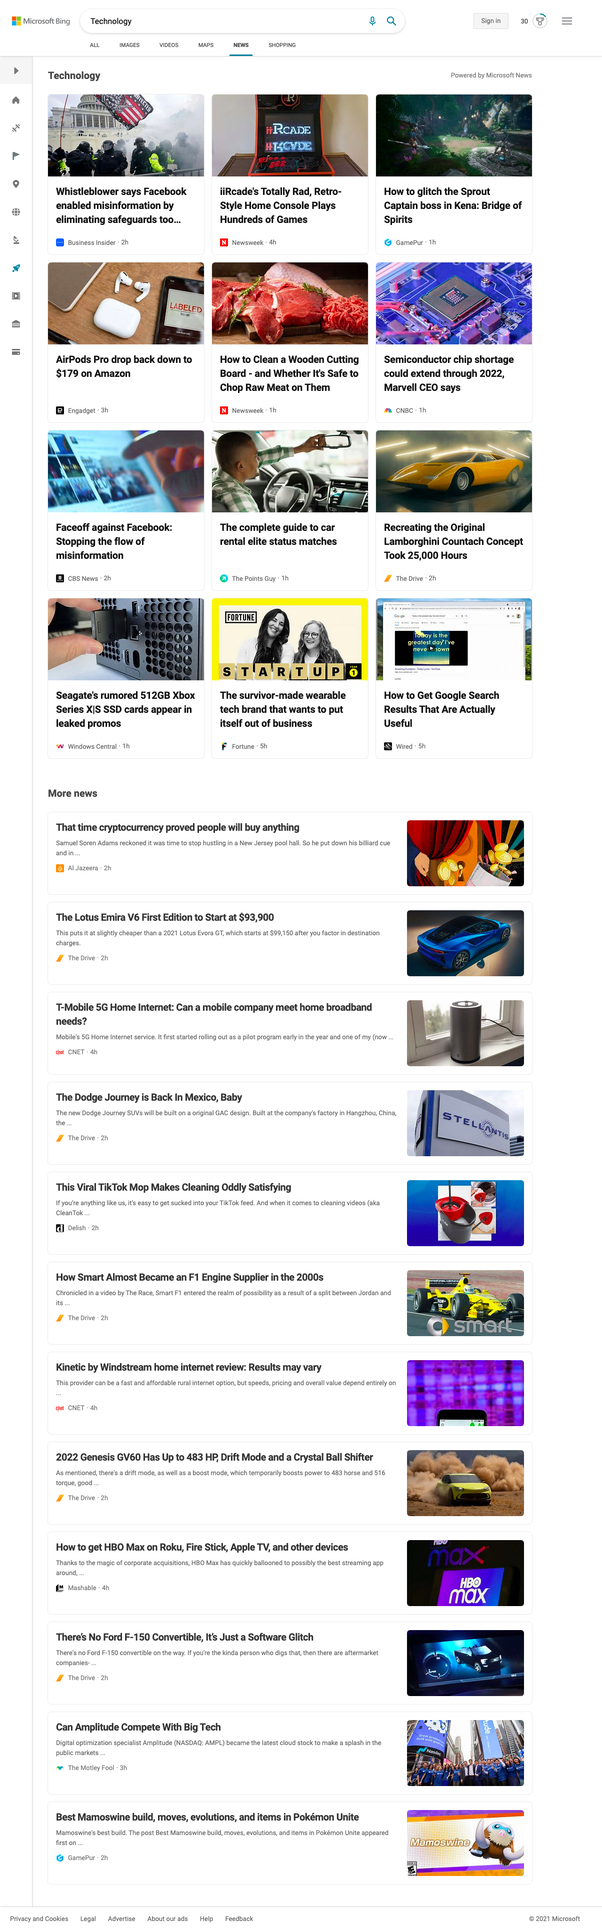 Microsoft Bing
Technology
Sign in
30
ALL
IMAGES
VIDEOS
MAPS
NEWS
SHOPPING
Technology
Powered by Microsoft News
iiRCADE
Whistleblower says Facebook
enabled misinformation by
eliminating safeguards too...
Business Insider · 2h
iiRcade's Totally Rad, Retro-
Style Home Console Plays
Hundreds of Games
Newsweek · 4h
How to glitch the Sprout
Captain boss in Kena: Bridge of
Spirits
GamePur · 1h
LABELED
AirPods Pro drop back down to
$179 on Amazon
Engadget · 3h
How to Clean a Wooden Cutting
Board - and Whether It's Safe to
Chop Raw Meat on Them
Newsweek · 1h
Semiconductor chip shortage
could extend through 2022,
Marvell CEO says
CNBC · 1h
Faceoff against Facebook:
Stopping the flow of
misinformation
CBS News · 2h
The complete guide to car
rental elite status matches
The Points Guy · 1h
Recreating the Original
Lamborghini Countach Concept
Took 25,000 Hours
The Drive · 2h
FORTUNE
STARTUP
today is the
greatest day i've
ever known
Seagate's rumored 512GB Xbox
Series X|S SSD cards appear in
leaked promos
Windows Central · 1h
The survivor-made wearable
tech brand that wants to put
itself out of business
Fortune · 5h
How to Get Google Search
Results That Are Actually
Useful
Wired · 5h
More news
That time cryptocurrency proved people will buy anything
Samuel Soren Adams reckoned it was time to stop hustling in a New Jersey pool hall. So he put down his billiard cue
and in ...
Al Jazeera · 2h
The Lotus Emira V6 First Edition to Start at $93,900
This puts it at slightly cheaper than a 2021 Lotus Evora GT, which starts at $99,150 after you factor in destination
charges.
The Drive · 2h
T-Mobile 5G Home Internet: Can a mobile company meet home broadband
needs?
Mobile's 5G Home Internet service. It first started rolling out as a pilot program early in the year and one of my (now ...
CNET · 4h
The Dodge Journey is Back In Mexico, Baby
The new Dodge Journey SUVs will be built on a original GAC design. Built at the company's factory in Hangzhou, China,
the ...
The Drive · 2h
STELLANTIS
This Viral TikTok Mop Makes Cleaning Oddly Satisfying
If you're anything like us, it's easy to get sucked into your TikTok feed. And when it comes to cleaning videos (aka
CleanTok ...
Delish · 2h
How Smart Almost Became an F1 Engine Supplier in the 2000s
Chronicled in a video by The Race, Smart F1 entered the realm of possibility as a result of a split between Jordan and
its ...
The Drive · 2h
smart
Kinetic by Windstream home internet review: Results may vary
This provider can be a fast and affordable rural internet option, but speeds, pricing and overall value depend entirely on
...
CNET · 4h
2022 Genesis GV60 Has Up to 483 HP, Drift Mode and a Crystal Ball Shifter
As mentioned, there's a drift mode, as well as a boost mode, which temporarily boosts power to 483 horse and 516
torque, good ...
The Drive · 2h
How to get HBO Max on Roku, Fire Stick, Apple TV, and other devices
Thanks to the magic of corporate acquisitions, HBO Max has quickly ballooned to possibly the best streaming app
around, ...
Mashable · 4h
max
HBO
max
There's No Ford F-150 Convertible, It's Just a Software Glitch
There's no Ford F-150 convertible on the way. If you're the kinda person who digs that, then there are aftermarket
companies- ...
The Drive · 2h
Can Amplitude Compete With Big Tech
Digital optimization specialist Amplitude (NASDAQ: AMPL) became the latest cloud stock to make a splash in the
public markets ...
The Motley Fool · 3h
Best Mamoswine build, moves, evolutions, and items in Pokémon Unite
Mamoswine's best build. The post Best Mamoswine build, moves, evolutions, and items in Pokémon Unite appeared
first on ...
GamePur · 2h
Mamoswine
Privacy and Cookies
Legal
Advertise
About our ads
Help
Feedback
© 2021 Microsoft